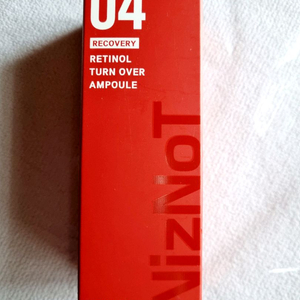 04
RECOVERY
RETINOL
TURN OVER
AMPOULE
NizNoT